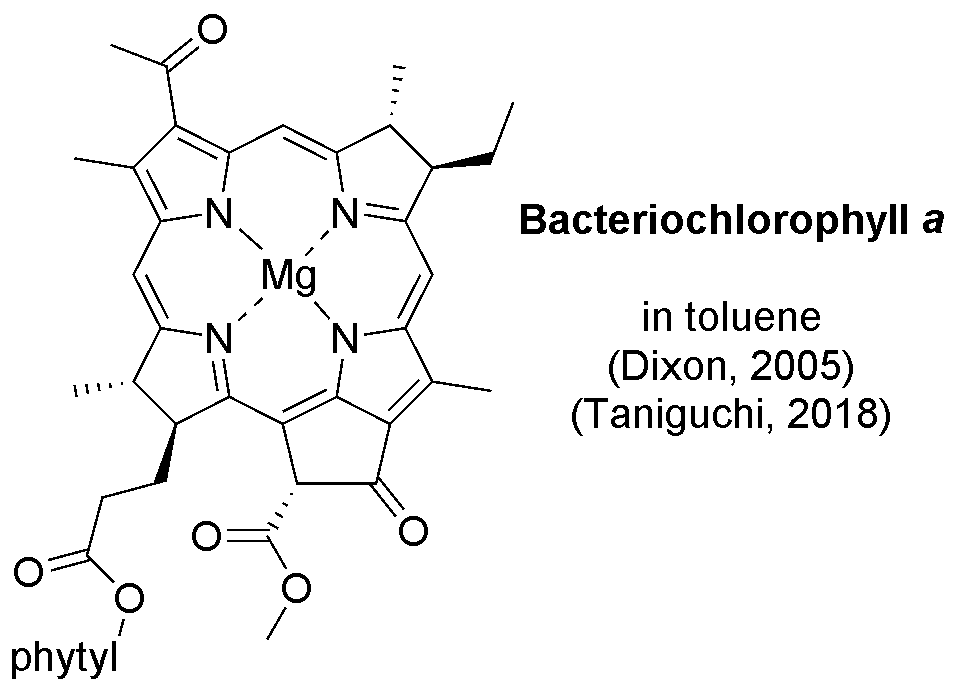 O
N
N
Mg
N
N
O
O
O
O
O
phytyl
Bacteriochlorophyll a
in toluene
(Dixon, 2005)
(Taniguchi, 2018)